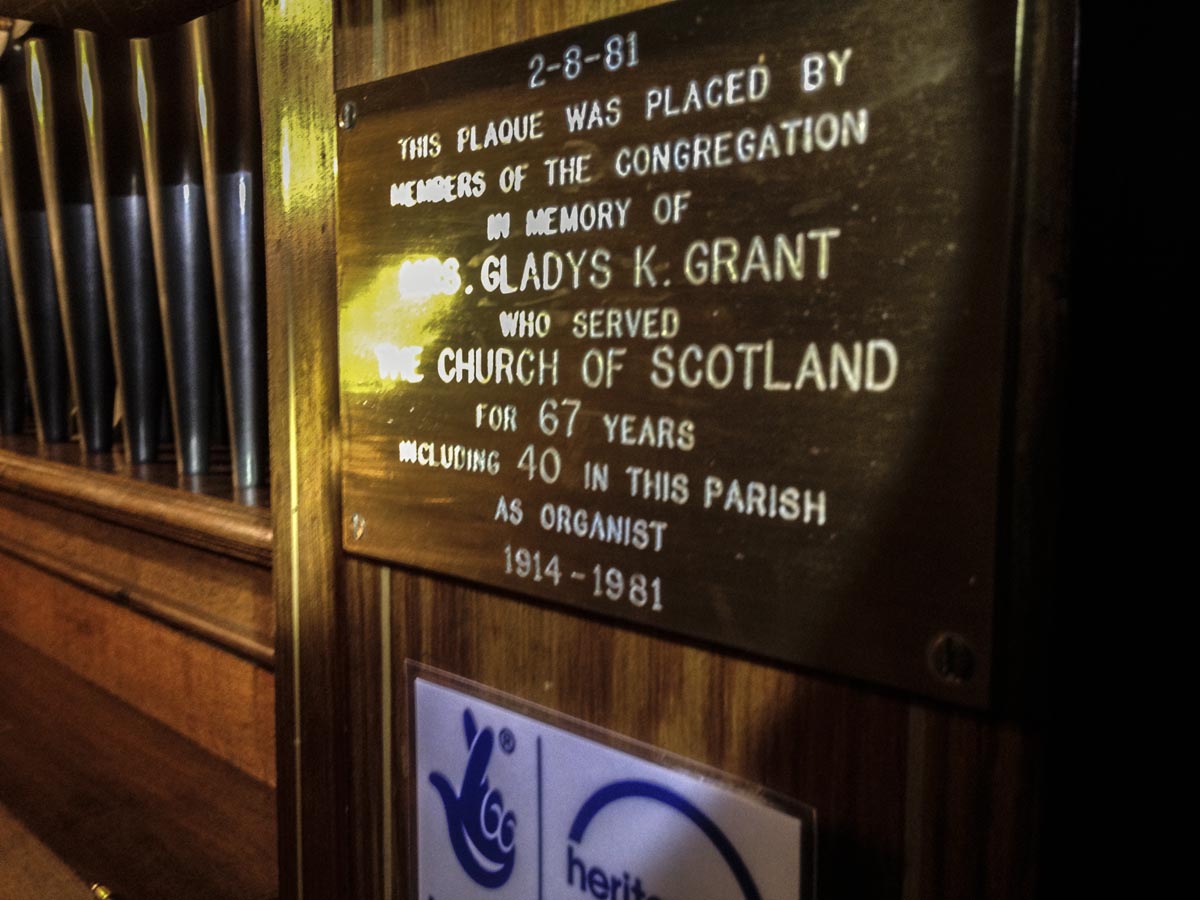 2-8-81
THIS PLAQUE WAS PLACED BY
MEMBERS OF THE CONGREGATION
IN MEMORY OF
MRS. GLADYS K. GRANT
WHO SERVED
THE CHURCH OF SCOTLAND
FOR 67 YEARS
INCLUDING 40 IN THIS PARISH
AS ORGANIST
1914-1981
®